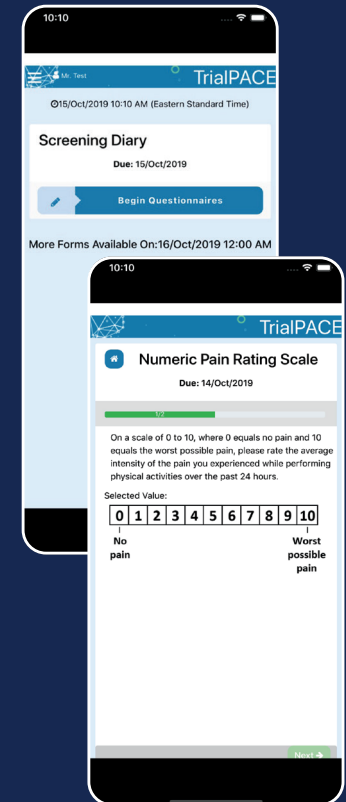 10:10
Mr. Test
TrialPACE
15/Oct/2019 10:10 AM (Eastern Standard Time)
Screening Diary
Due: 15/Oct/2019
Begin Questionnaires
More Forms Available On:16/Oct/2019 12:00 AM
10:10
TrialPACE
Numeric Pain Rating Scale
Due: 14/Oct/2019
1/2
On a scale of 0 to 10, where 0 equals no pain and 10
equals the worst possible pain, please rate the average
intensity of the pain you experienced while performing
physical activities over the past 24 hours.
Selected Value:
0 1 2 3 4 5 6 7 8 9 10
No
pain
Worst
possible
pain
Next